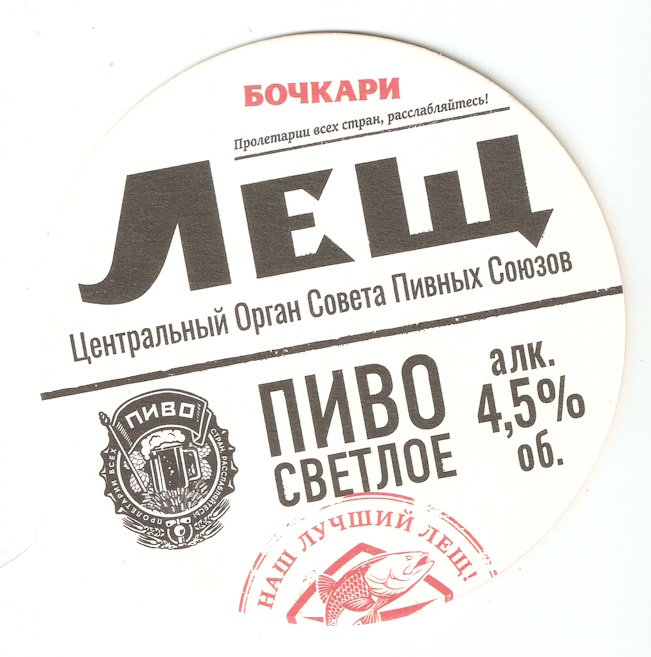 БОЧКАРИ
Пролетарии всех стран, расслабляйтесь!
ЛЕЩ
Центральный Орган Совета Пивных Союзов
ПИВО
СВЕТЛОЕ
алк.
4,5%
об.
ПИВО
ПРОЛЕТАРИИ ВСЕХ СТРАН, РАССЛАБЛЯЙТЕСЬ!
НАШ ЛУЧШИЙ ЛЕЩ!